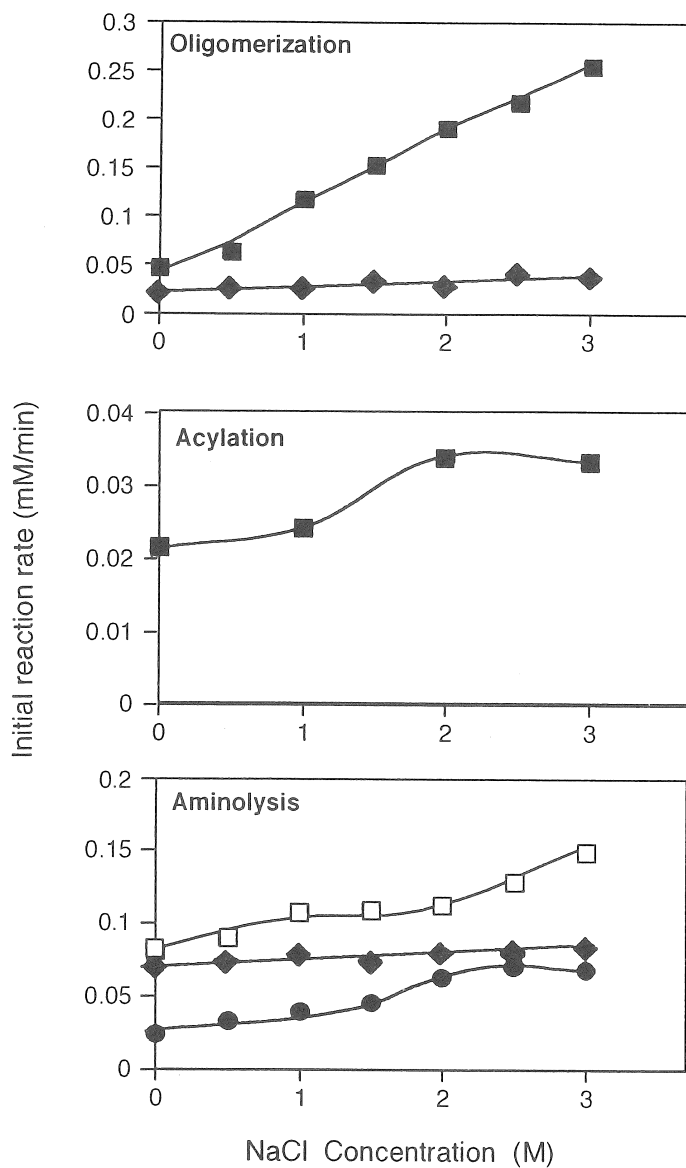 0.3
Oligomerization
0.25
0.2
0.15
0.1
0.05
0
0 1 2 3
0.04
Acylation
0.03
0.02
0.01
0
0 1 2 3
Initial reaction rate (mM/min)
0.2
Aminolysis
0.15
0.1
0.05
0
0 1 2 3
NaCl Concentration (M)